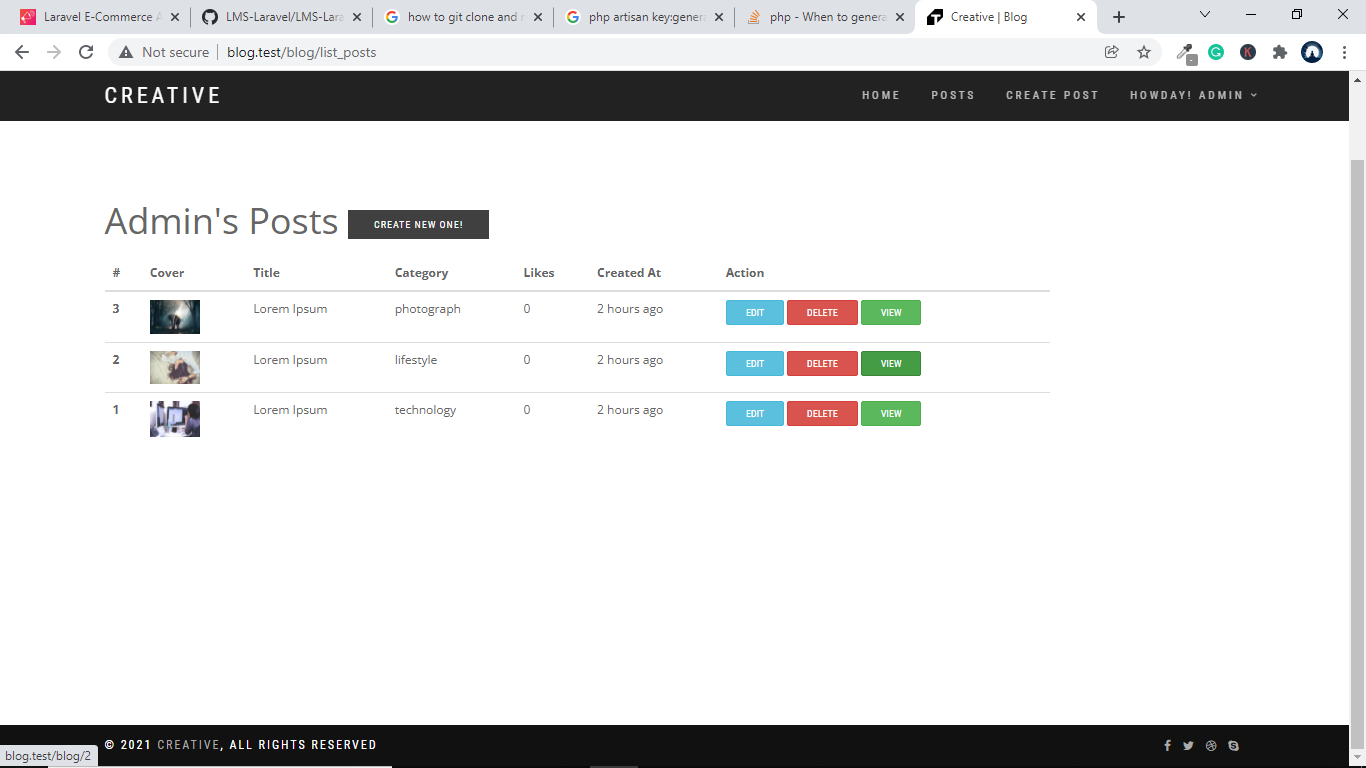 Laravel E-Commerce A
LMS-Laravel/LMS-Lara
how to git clone and r
php artisan key:genera
php - When to genera
Creative | Blog
Not secure
blog.test/blog/list_posts
K
CREATIVE
HOME
POSTS
CREATE POST
HOWDAY! ADMIN
Admin's Posts
CREATE NEW ONE!
# Cover Title Category Likes Created At Action
3 Lorem Ipsum photograph 0 2 hours ago EDIT DELETE VIEW
2 Lorem Ipsum lifestyle 0 2 hours ago EDIT DELETE VIEW
1 Lorem Ipsum technology 0 2 hours ago EDIT DELETE VIEW
© 2021 CREATIVE, ALL RIGHTS RESERVED
blog.test/blog/2